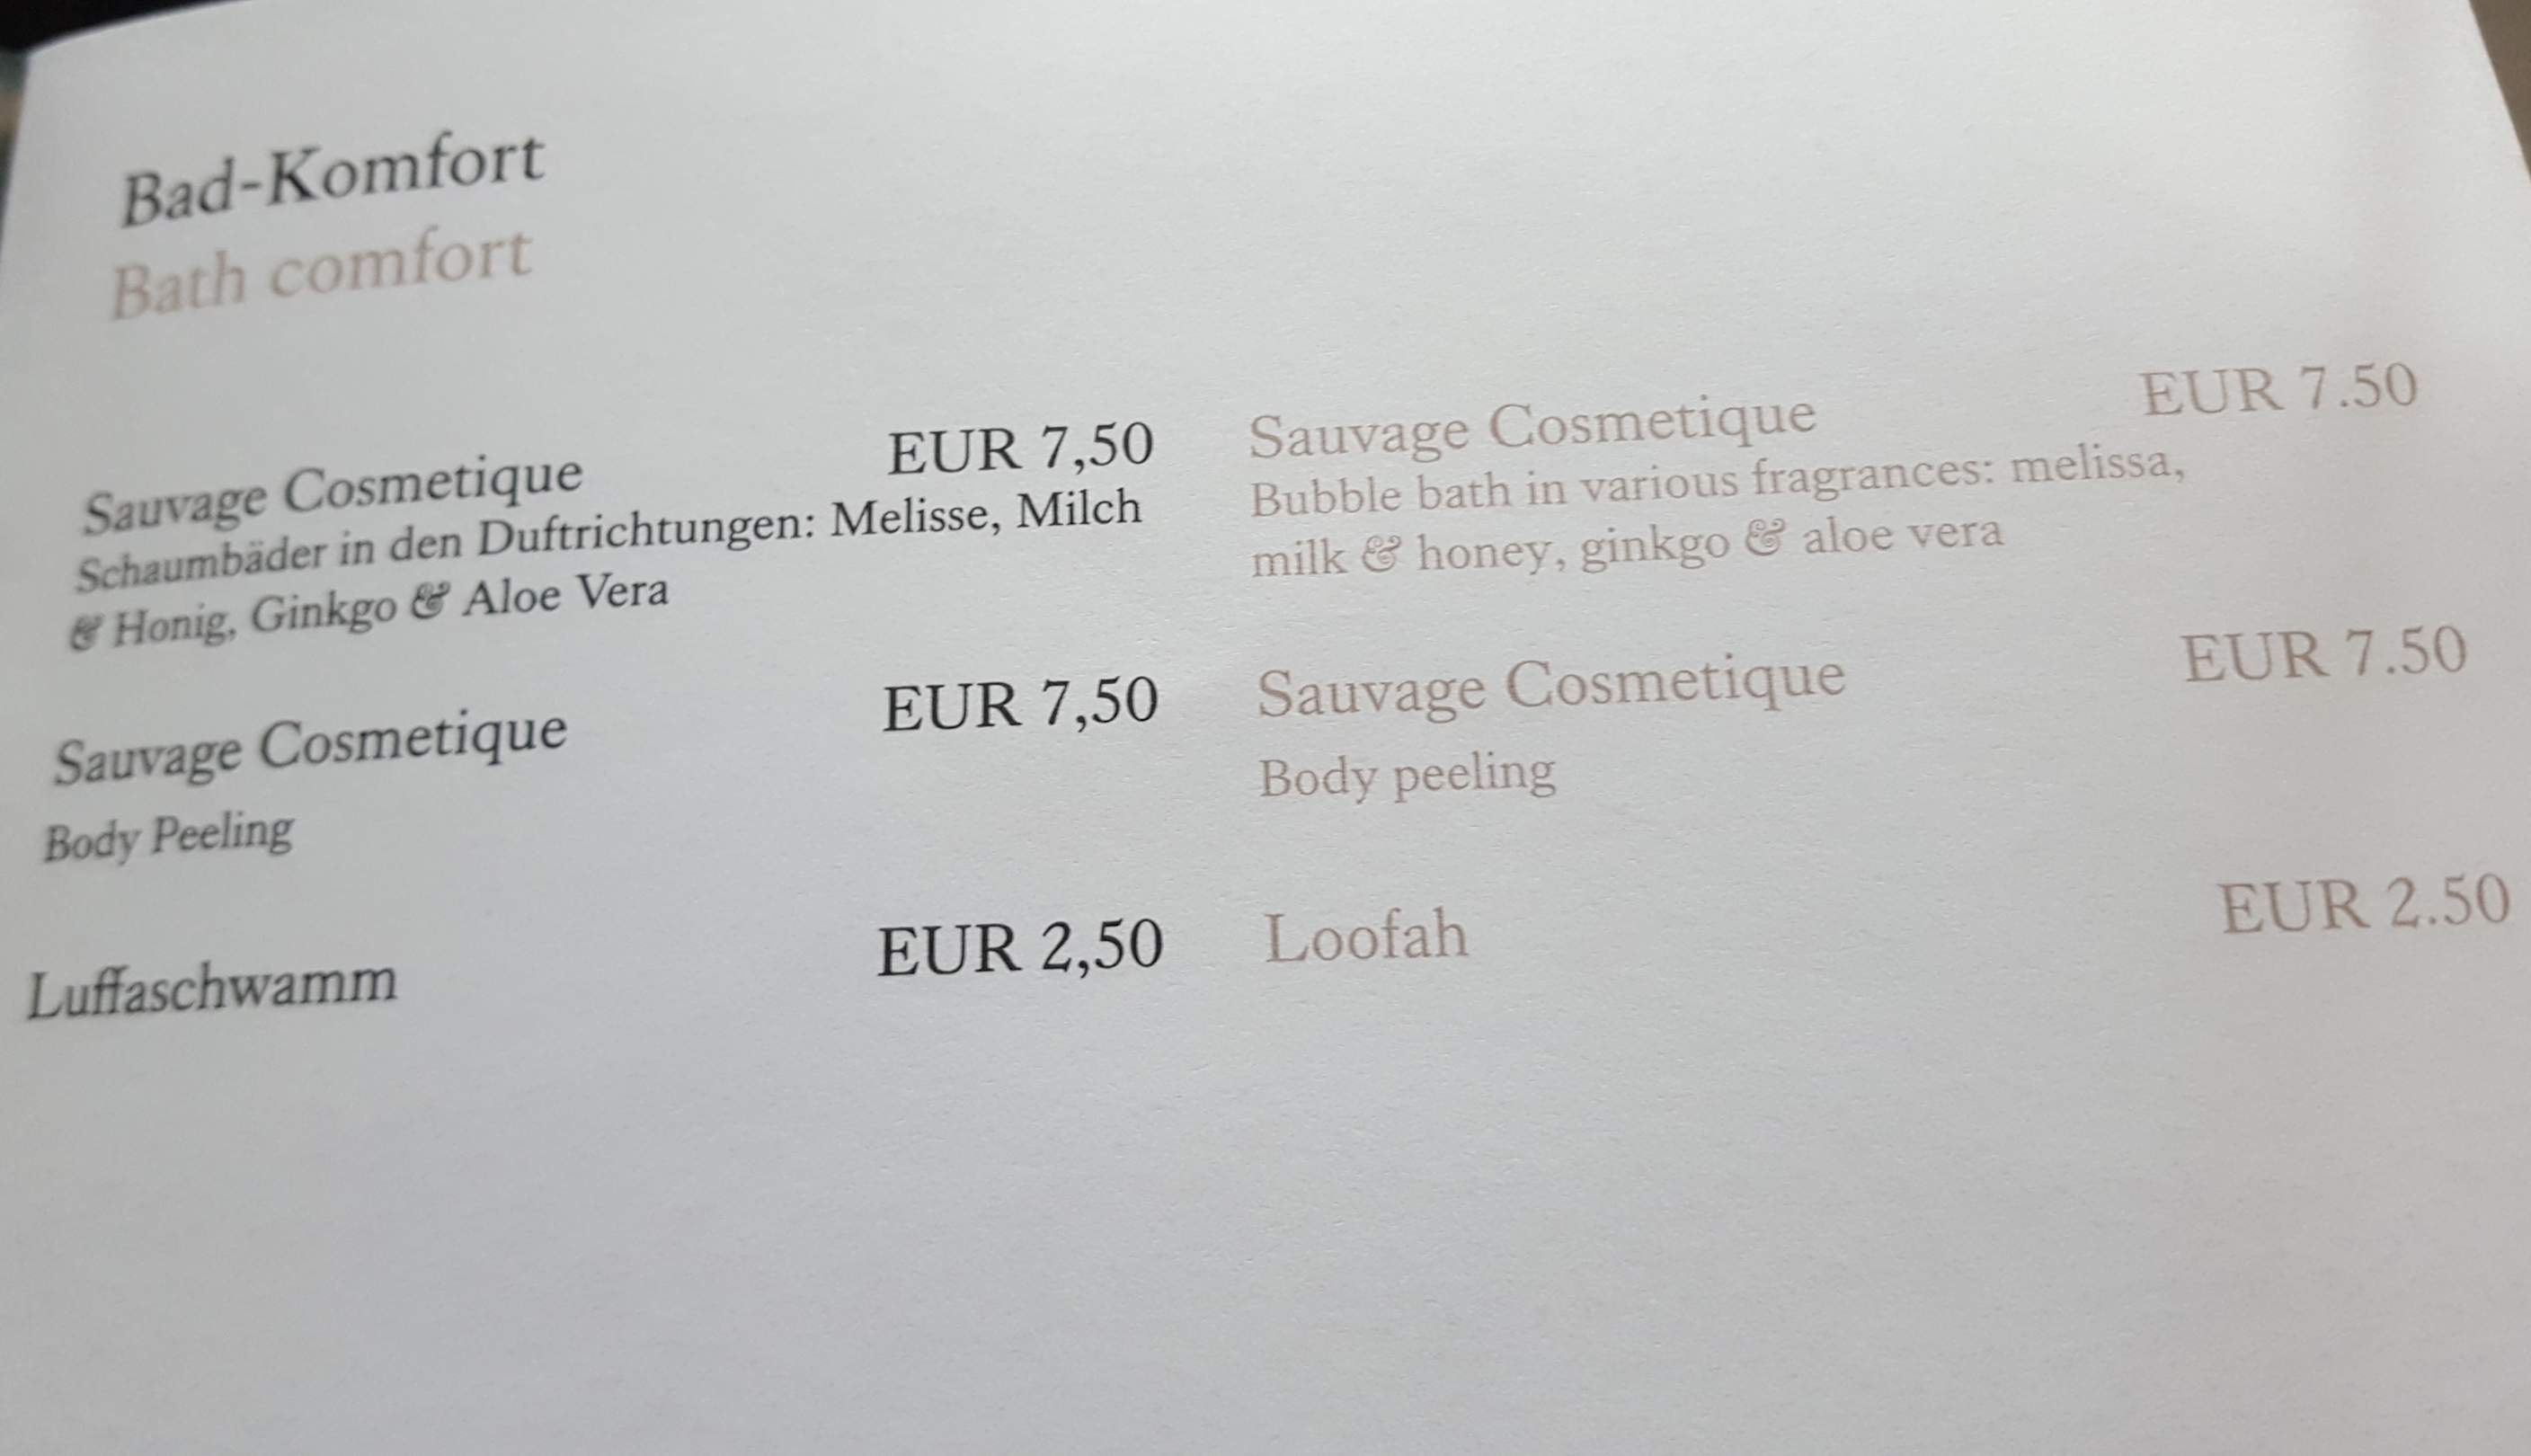 Bad-Komfort
Bath comfort
Sauvage Cosmetique EUR 7,50
Schaumbäder in den Duftrichtungen: Melisse, Milch
& Honig, Ginkgo & Aloe Vera
Sauvage Cosmetique EUR 7,50
Body Peeling
Luffaschwamm EUR 2,50
Sauvage Cosmetique EUR 7.50
Bubble bath in various fragrances: melissa,
milk & honey, ginkgo & aloe vera
Sauvage Cosmetique EUR 7.50
Body peeling
Loofah EUR 2.50